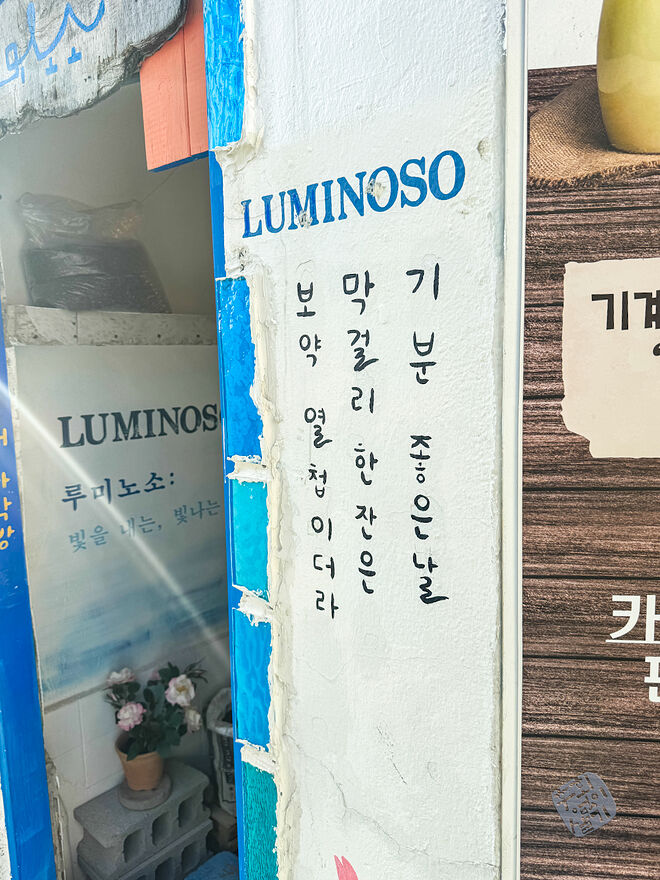 LUMINOSO
기분 좋은날
막걸리 한잔은
보약 열첩이더라
LUMINOSO
루미노소:
빛을 내는, 빛나는